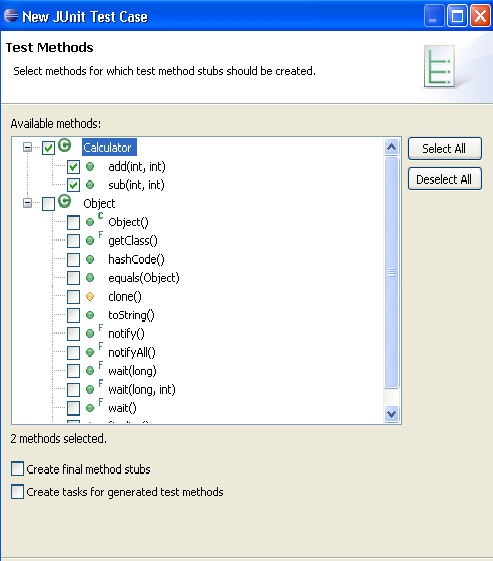 New JUnit Test Case
Test Methods
Select methods for which test method stubs should be created.
Available methods:
Calculator
add(int, int)
sub(int, int)
Object
Object()
getClass()
hashCode()
equals(Object)
clone()
toString()
notify()
notifyAll()
wait(long)
wait(long, int)
wait()
Select All
Deselect All
2 methods selected.
Create final method stubs
Create tasks for generated test methods